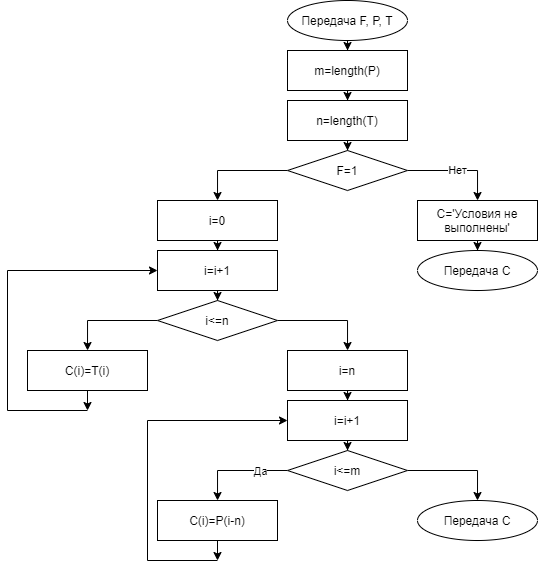 Передача F, P, T
m=length(P)
n=length(T)
F=1
Нет
i=0
C='Условия не
выполнены'
i=i+1
Передача C
i<=n
C(i)=T(i)
i=n
i=i+1
Да
i<=m
C(i)=P(i-n)
Передача C